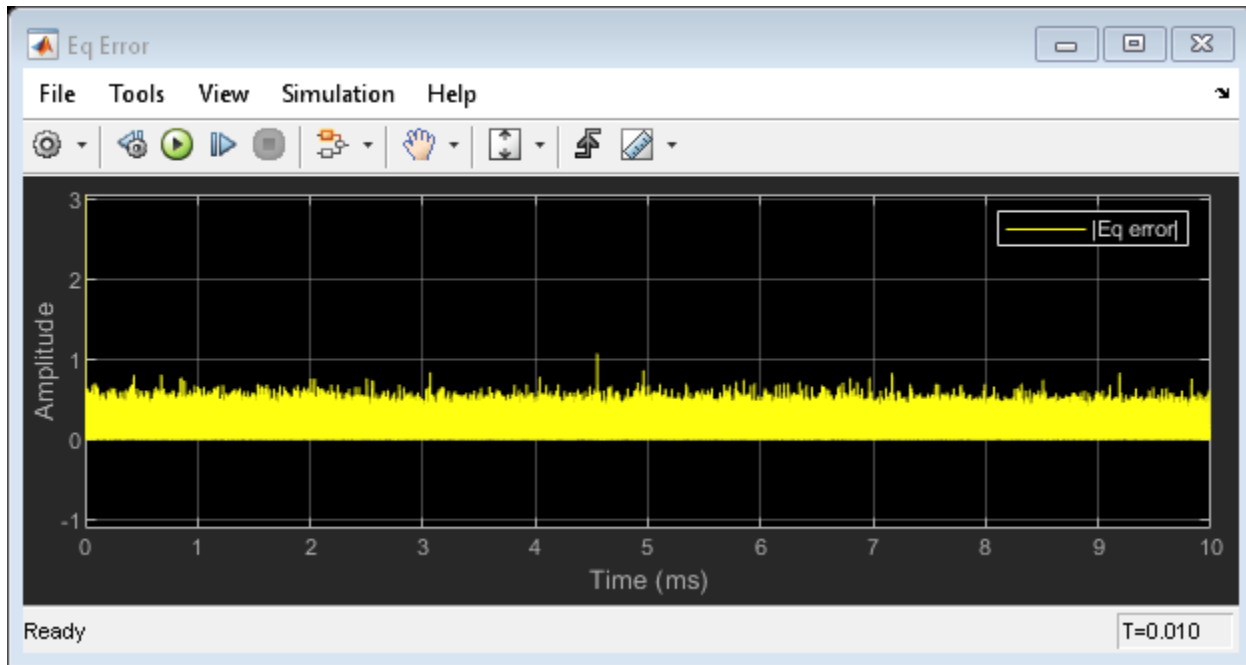 Eq Error
File Tools View Simulation Help
3
2
1
0
-1
Amplitude
|Eq error|
0 1 2 3 4 5 6 7 8 9 10
Time (ms)
Ready T=0.010